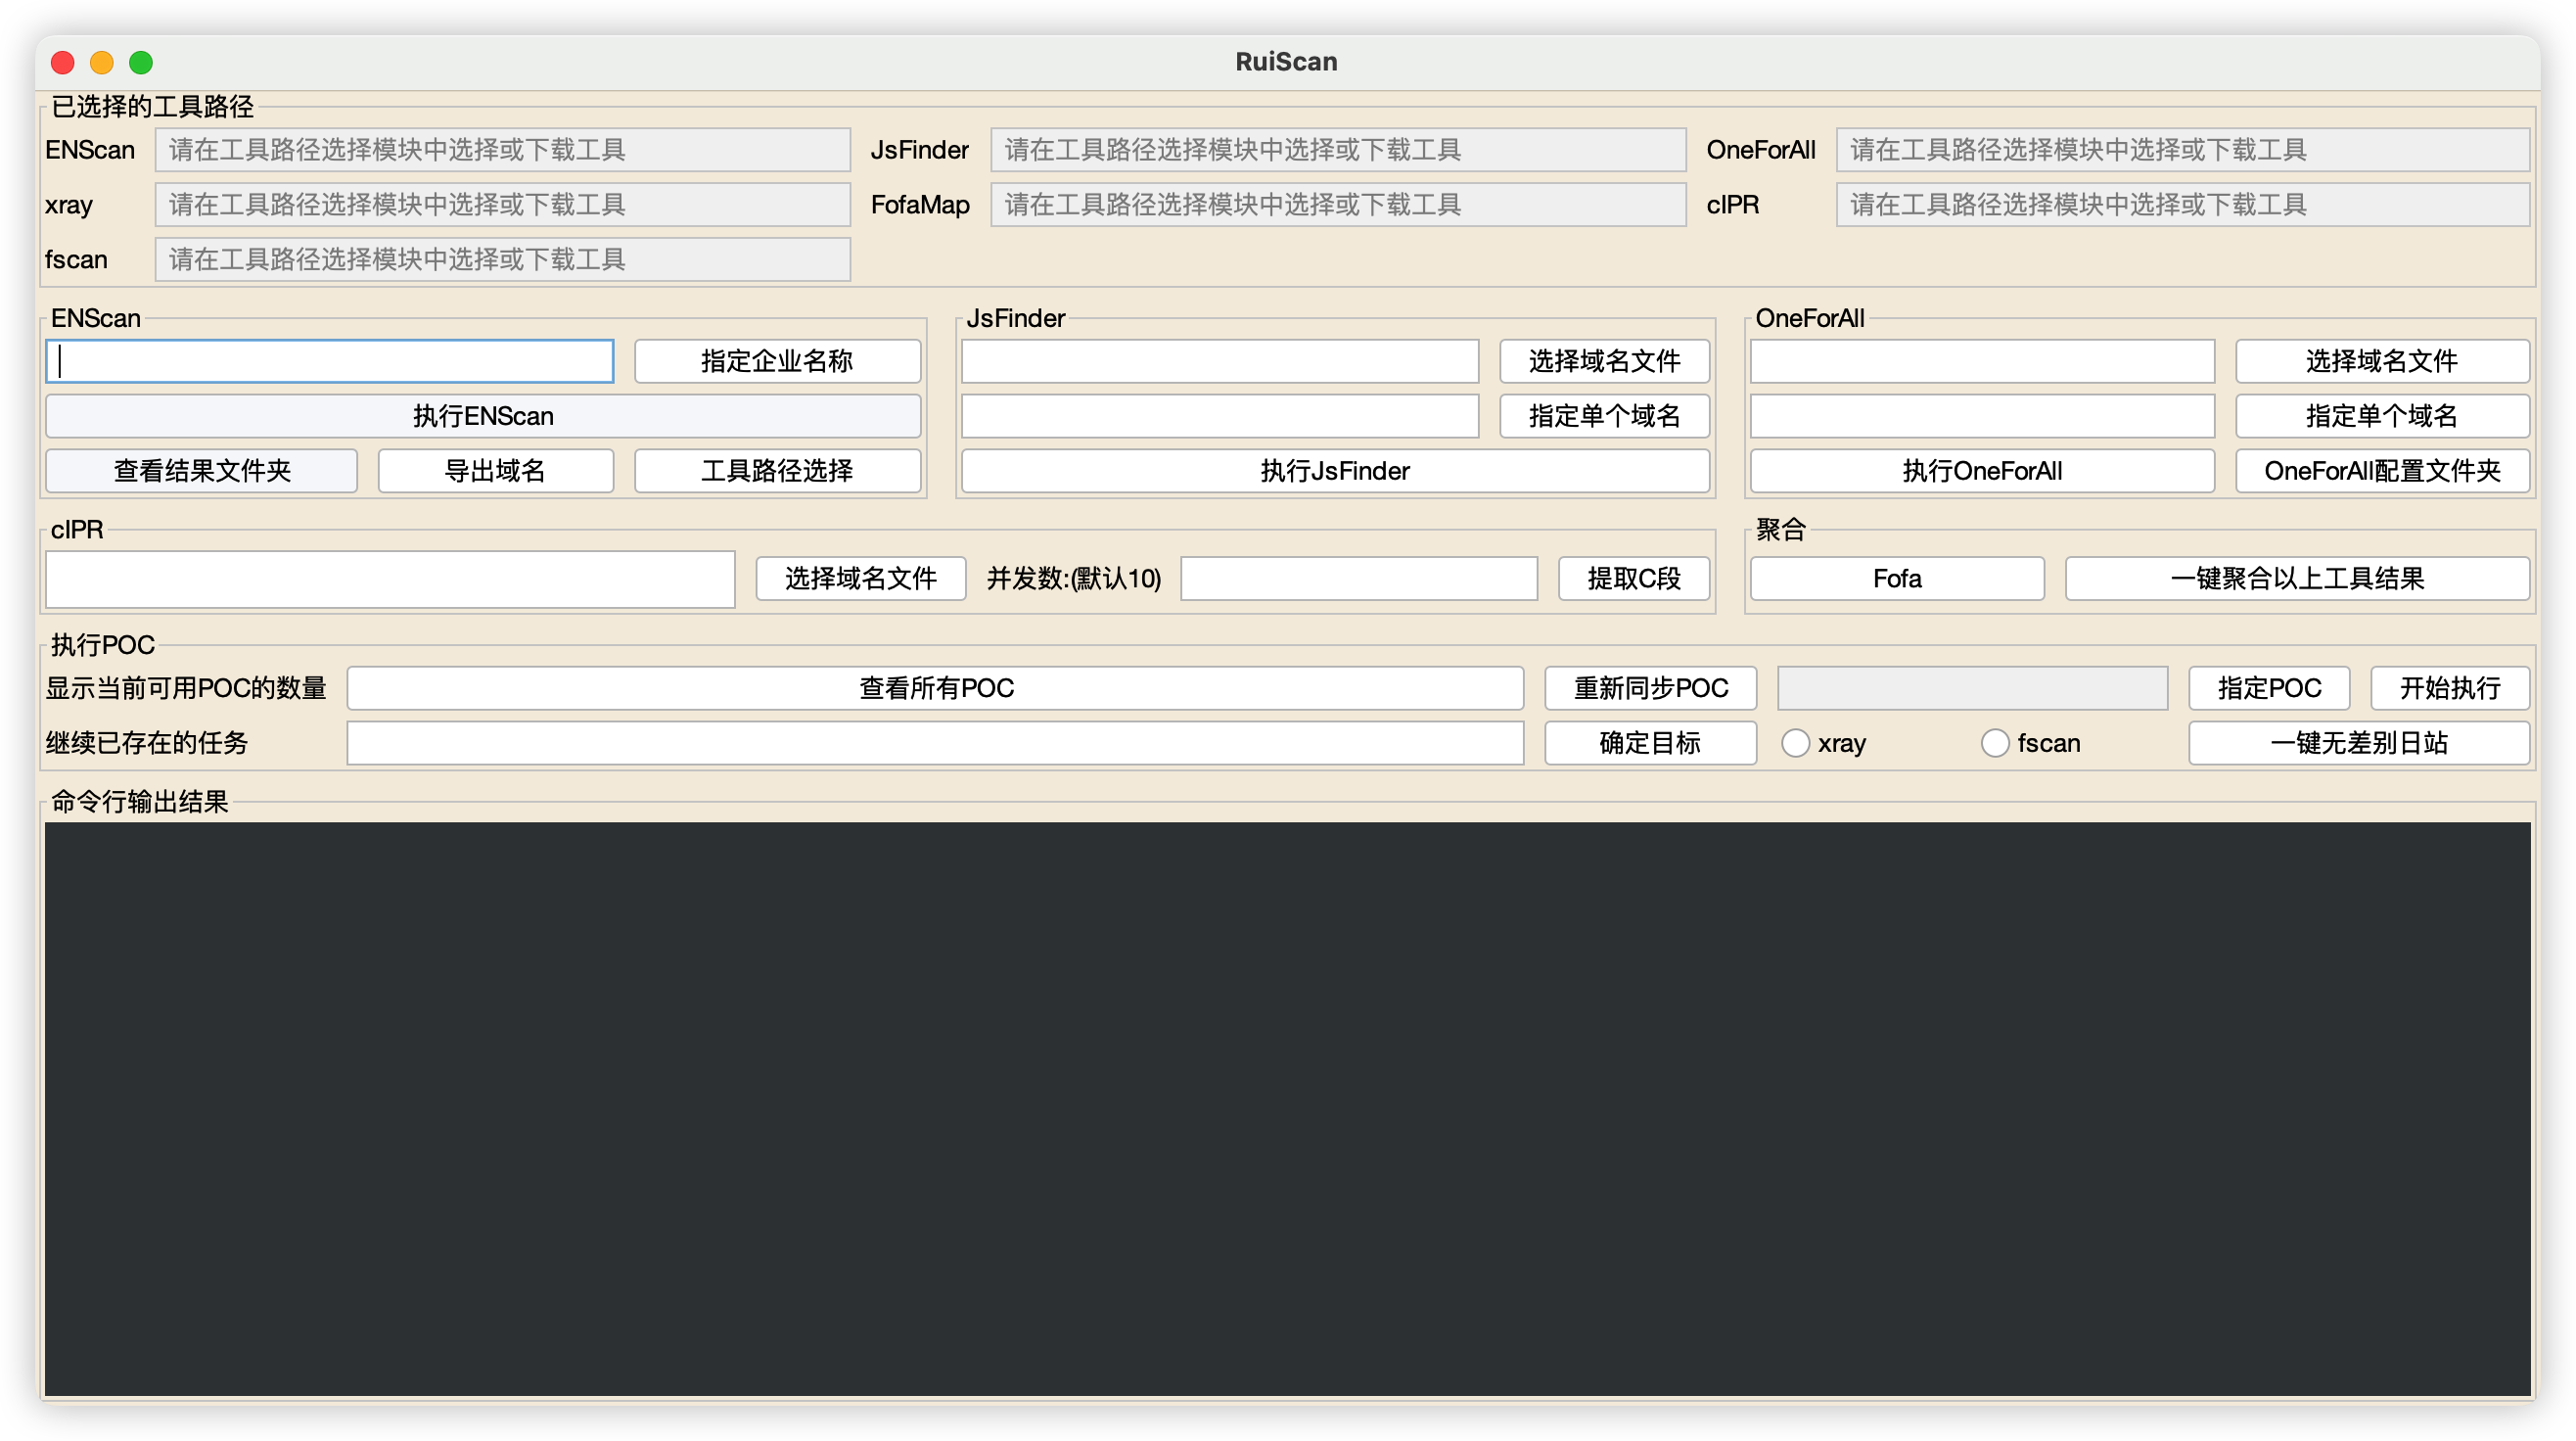 RuiScan
已选择的工具路径
ENScan 请在工具路径选择模块中选择或下载工具 JsFinder 请在工具路径选择模块中选择或下载工具 OneForAll 请在工具路径选择模块中选择或下载工具
xray 请在工具路径选择模块中选择或下载工具 FofaMap 请在工具路径选择模块中选择或下载工具 cIPR 请在工具路径选择模块中选择或下载工具
fscan 请在工具路径选择模块中选择或下载工具
ENScan
指定企业名称
执行ENScan
查看结果文件夹 导出域名 工具路径选择
JsFinder
选择域名文件
指定单个域名
执行JsFinder
OneForAll
选择域名文件
指定单个域名
执行OneForAll OneForAll配置文件夹
cIPR
选择域名文件 并发数:(默认10) 提取C段
聚合
Fofa 一键聚合以上工具结果
执行POC
显示当前可用POC的数量 查看所有POC 重新同步POC 指定POC 开始执行
继续已存在的任务 确定目标 xray fscan 一键无差别日站
命令行输出结果